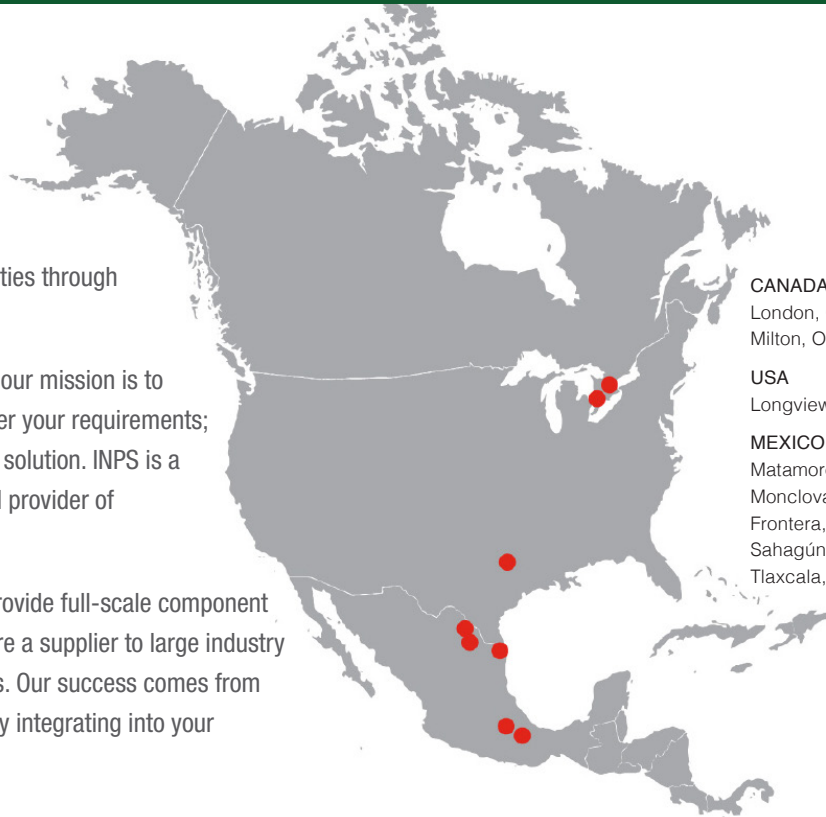 ties through
our mission is to
er your requirements;
solution. INPS is a
provider of
rovide full-scale component
re a supplier to large industry
s. Our success comes from
y integrating into your
CANADA
London,
Milton, O
USA
Longview
MEXICO
Matamor
Monclova
Frontera,
Sahagún
Tlaxcala,